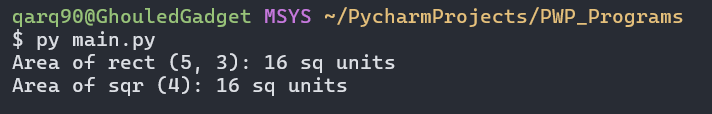 qarq90@GhouledGadget MSYS ~/PycharmProjects/PWP_Programs
$ py main.py
Area of rect (5, 3): 16 sq units
Area of sqr (4): 16 sq units